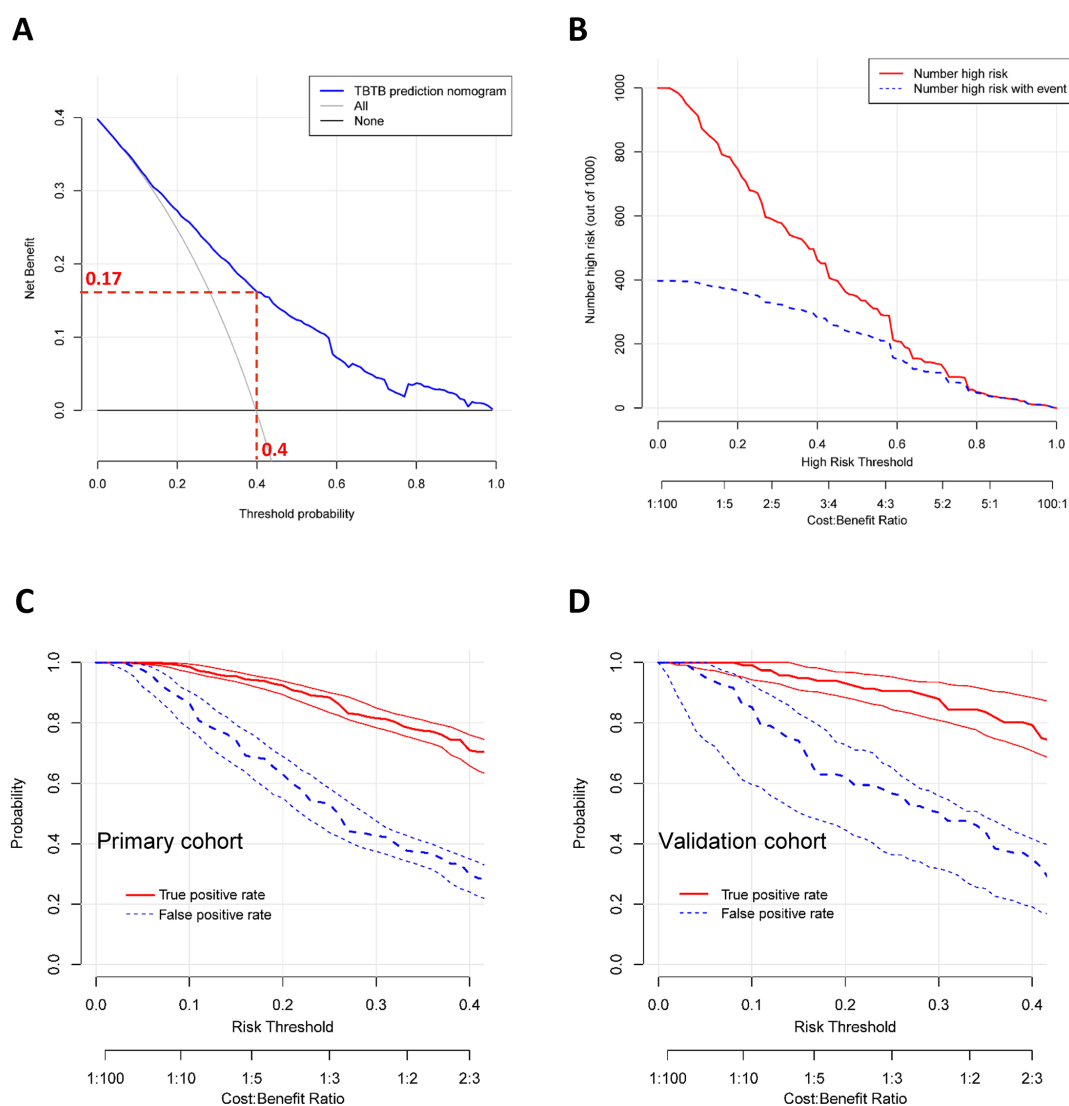 A
TBTB prediction nomogram
All
None
Net Benefit
0.4
0.3
0.2
0.1
0.0
0.17
0.4
0.0 0.2 0.4 0.6 0.8 1.0
Threshold probability
B
Number high risk
Number high risk with event
Number high risk (out of 1000)
1000
800
600
400
200
0
0.0 0.2 0.4 0.6 0.8 1.0
High Risk Threshold
1:100 1:5 2:5 3:4 4:3 5:2 5:1 100:1
Cost:Benefit Ratio
C
Probability
1.0
0.8
0.6
0.4
0.2
0.0
Primary cohort
True positive rate
False positive rate
0.0 0.1 0.2 0.3 0.4
Risk Threshold
1:100 1:10 1:5 1:3 1:2 2:3
Cost:Benefit Ratio
D
Probability
1.0
0.8
0.6
0.4
0.2
0.0
Validation cohort
True positive rate
False positive rate
0.0 0.1 0.2 0.3 0.4
Risk Threshold
1:100 1:10 1:5 1:3 1:2 2:3
Cost:Benefit Ratio